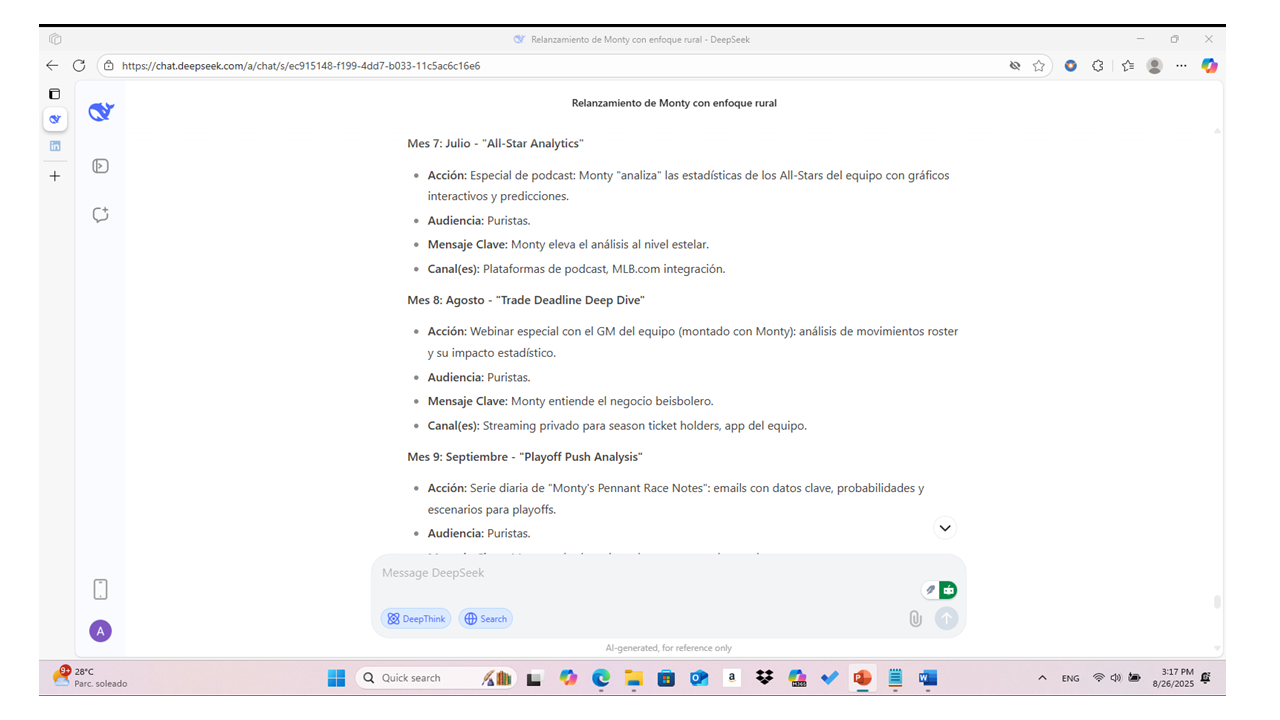 Relanzamiento de Monty con enfoque rural - DeepSeek
https://chat.deepseek.com/a/chat/s/ec915148-f199-4dd7-b033-11c5ac6c16e6
Relanzamiento de Monty con enfoque rural
Mes 7: Julio - "All-Star Analytics"
Acción: Especial de podcast: Monty "analiza" las estadísticas de los All-Stars del equipo con gráficos
interactivos y predicciones.
Audiencia: Puristas.
Mensaje Clave: Monty eleva el análisis al nivel estelar.
Canal(es): Plataformas de podcast, MLB.com integración.
Mes 8: Agosto - "Trade Deadline Deep Dive"
Acción: Webinar especial con el GM del equipo (montado con Monty): análisis de movimientos roster
y su impacto estadístico.
Audiencia: Puristas.
Mensaje Clave: Monty entiende el negocio beisbolero.
Canal(es): Streaming privado para season ticket holders, app del equipo.
Mes 9: Septiembre - "Playoff Push Analysis"
Acción: Serie diaria de "Monty's Pennant Race Notes": emails con datos clave, probabilidades y
escenarios para playoffs.
Audiencia: Puristas.
Message DeepSeek
DeepThink
Search
A
AI-generated, for reference only
9+
28°C
Parc. soleado
Quick search
a
M365
ENG
3:17 PM
8/26/2025